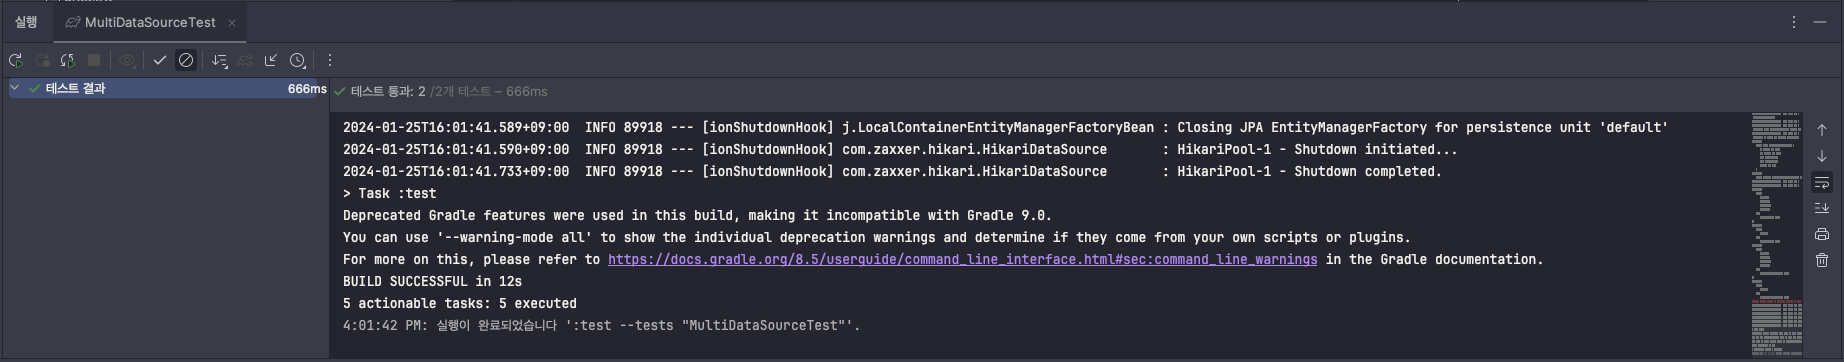 실행
MultiDataSourceTest
테스트 결과 666ms
테스트 통과: 2 /2개 테스트 – 666ms
2024-01-25T16:01:41.589+09:00  INFO 89918 --- [ionShutdownHook] j.LocalContainerEntityManagerFactoryBean : Closing JPA EntityManagerFactory for persistence unit 'default'
2024-01-25T16:01:41.590+09:00  INFO 89918 --- [ionShutdownHook] com.zaxxer.hikari.HikariDataSource       : HikariPool-1 - Shutdown initiated...
2024-01-25T16:01:41.733+09:00  INFO 89918 --- [ionShutdownHook] com.zaxxer.hikari.HikariDataSource       : HikariPool-1 - Shutdown completed.
> Task :test
Deprecated Gradle features were used in this build, making it incompatible with Gradle 9.0.
You can use '--warning-mode all' to show the individual deprecation warnings and determine if they come from your own scripts or plugins.
For more on this, please refer to https://docs.gradle.org/8.5/userguide/command_line_interface.html#sec:command_line_warnings in the Gradle documentation.
BUILD SUCCESSFUL in 12s
5 actionable tasks: 5 executed
4:01:42 PM: 실행이 완료되었습니다 ':test --tests "MultiDataSourceTest"'.